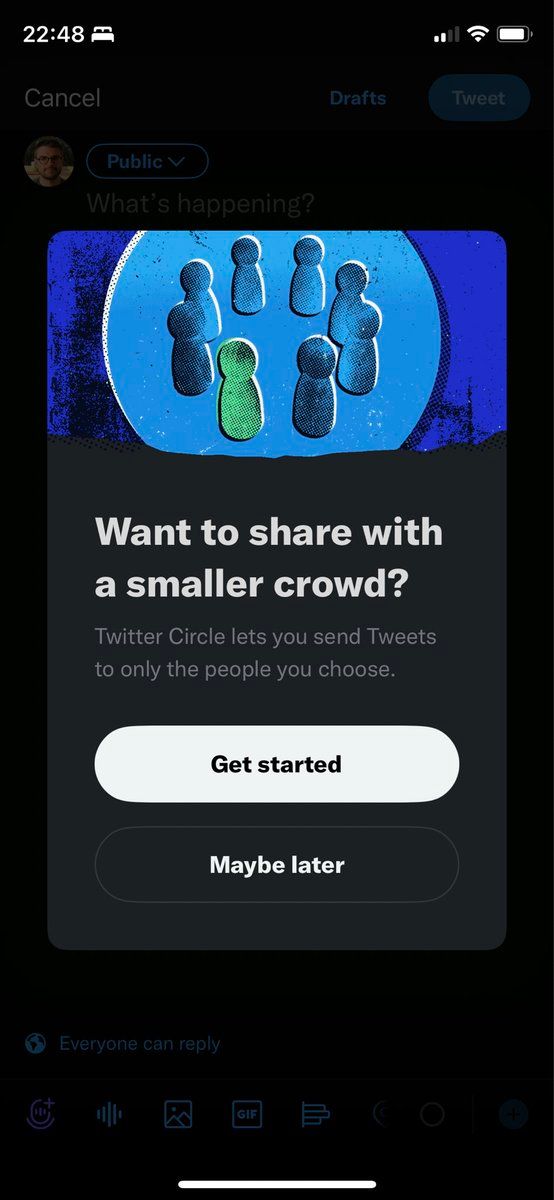 22:48
Cancel
Drafts
Tweet
Public
What’s happening?
Want to share with
a smaller crowd?
Twitter Circle lets you send Tweets
to only the people you choose.
Get started
Maybe later
Everyone can reply
GIF